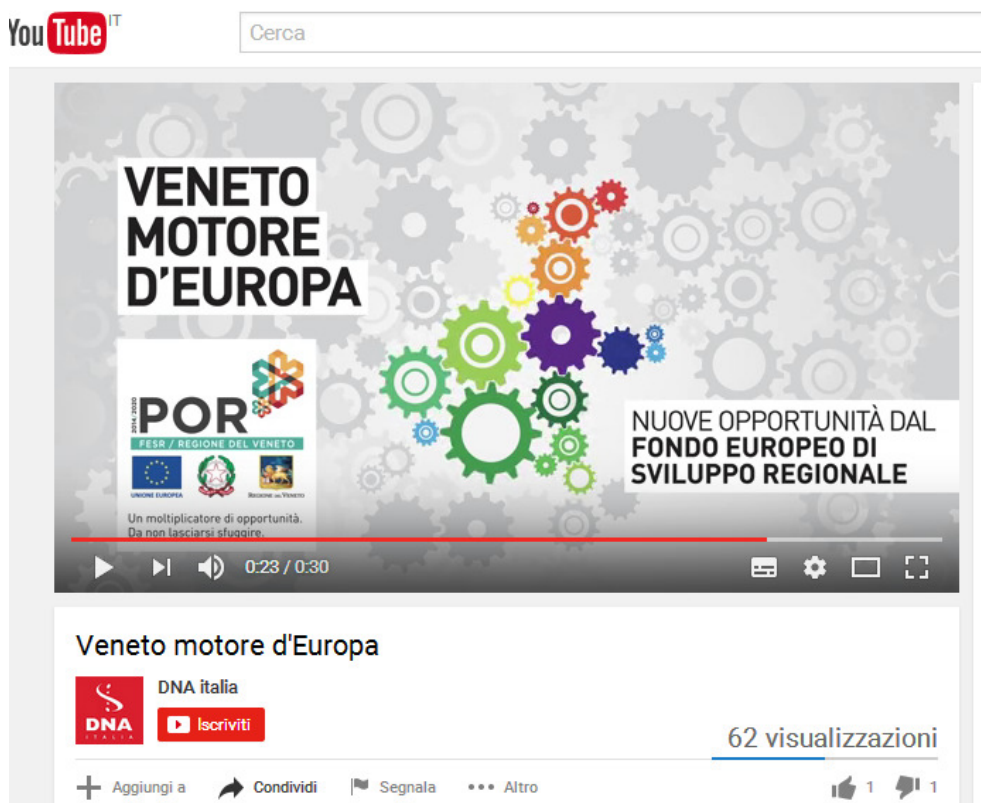 YouTube IT
Cerca
VENETO
MOTORE
D'EUROPA
2014/2020
POR
FESR / REGIONE DEL VENETO
UNIONE EUROPEA
REGIONE DEL VENETO
Un moltiplicatore di opportunità.
Da non lasciarsi sfuggire.
NUOVE OPPORTUNITÀ DAL
FONDO EUROPEO DI
SVILUPPO REGIONALE
0:23 / 0:30
Veneto motore d'Europa
DNA italia
DNA
ITALIA
Iscriviti
62 visualizzazioni
Aggiungi a Condividi Segnala Altro 1 1